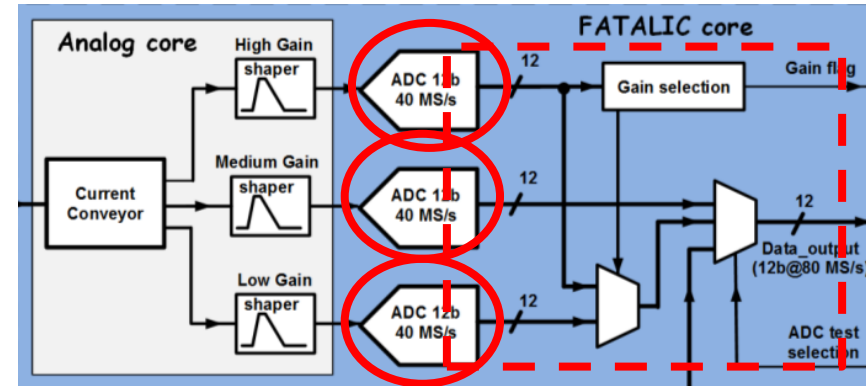 Analog core
FATALIC core
High Gain
shaper
ADC 12b
40 MS/s
12
Gain selection
Gain flag
Current
Conveyor
Medium Gain
shaper
ADC 12b
40 MS/s
12
12
Data_output
(12b@80 MS/s)
Low Gain
shaper
ADC 12b
40 MS/s
12
ADC test
selection